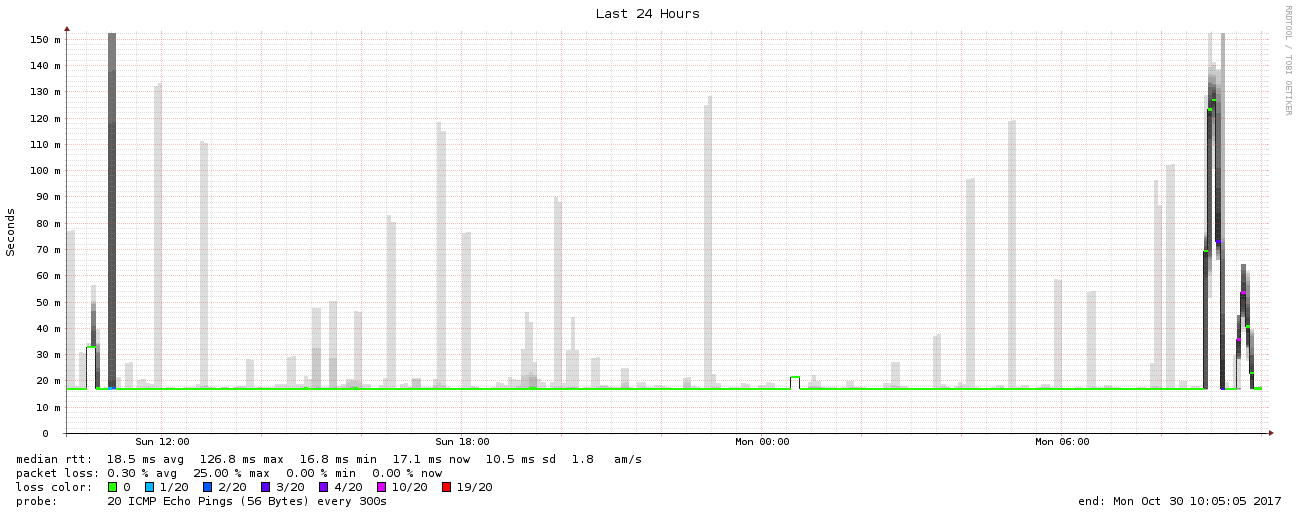 Last 24 Hours
RRDTOOL / TOBI OETIKER
Seconds
150 m
140 m
130 m
120 m
110 m
100 m
90 m
80 m
70 m
60 m
50 m
40 m
30 m
20 m
10 m
0
Sun 12:00 Sun 18:00 Mon 00:00 Mon 06:00
median rtt: 18.5 ms avg 126.8 ms max 16.8 ms min 17.1 ms now 10.5 ms sd 1.8 am/s
packet loss: 0.30 % avg 25.00 % max 0.00 % min 0.00 % now
loss color: 0 1/20 2/20 3/20 4/20 10/20 19/20
probe: 20 ICMP Echo Pings (56 Bytes) every 300s end: Mon Oct 30 10:05:05 2017